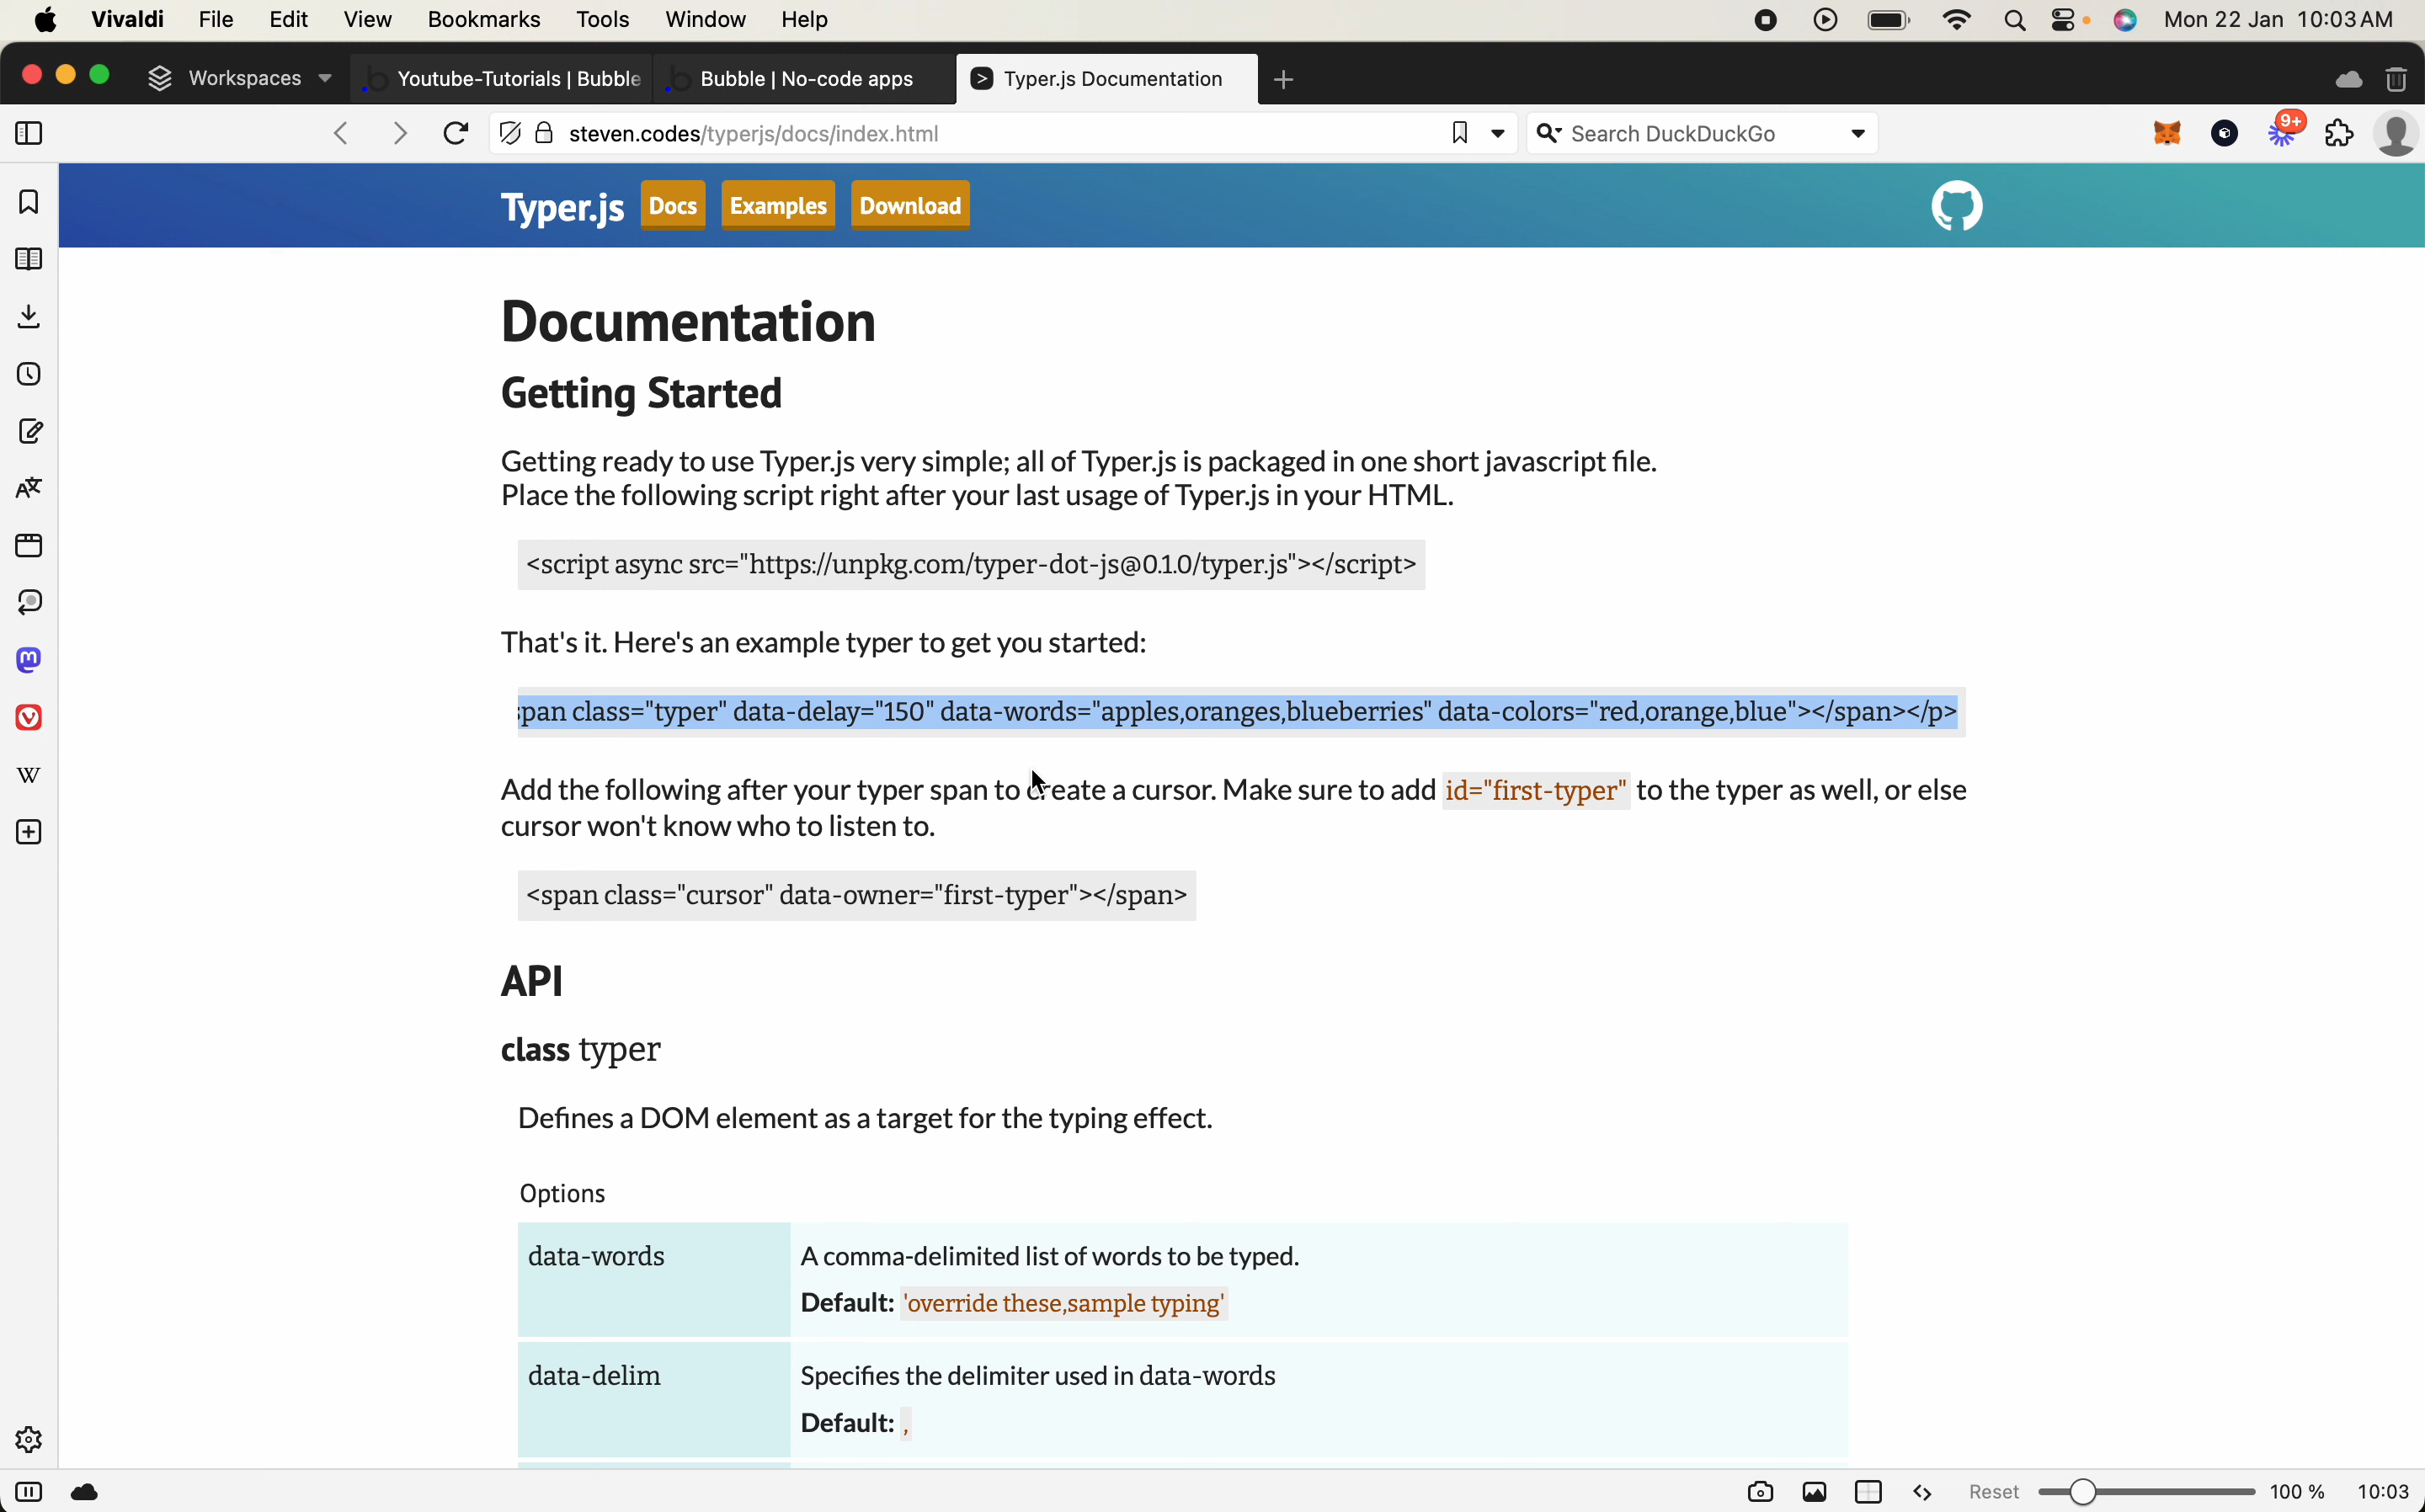 Vivaldi File Edit View Bookmarks Tools Window Help Mon 22 Jan 10:03 AM
Workspaces Youtube-Tutorials | Bubble Bubble | No-code apps Typer.js Documentation
steven.codes/typerjs/docs/index.html Search DuckDuckGo 9+
Typer.js Docs Examples Download
Documentation
Getting Started
Getting ready to use Typer.js very simple; all of Typer.js is packaged in one short javascript file.
Place the following script right after your last usage of Typer.js in your HTML.
<script async src="https://unpkg.com/typer-dot-js@0.1.0/typer.js"></script>
That's it. Here's an example typer to get you started:
span class="typer" data-delay="150" data-words="apples,oranges,blueberries" data-colors="red,orange,blue"></span></p>
Add the following after your typer span to create a cursor. Make sure to add id="first-typer" to the typer as well, or else
cursor won't know who to listen to.
<span class="cursor" data-owner="first-typer"></span>
API
class typer
Defines a DOM element as a target for the typing effect.
Options
data-words A comma-delimited list of words to be typed.
Default: 'override these,sample typing'
data-delim Specifies the delimiter used in data-words
Default: ,
Reset 100 % 10:03